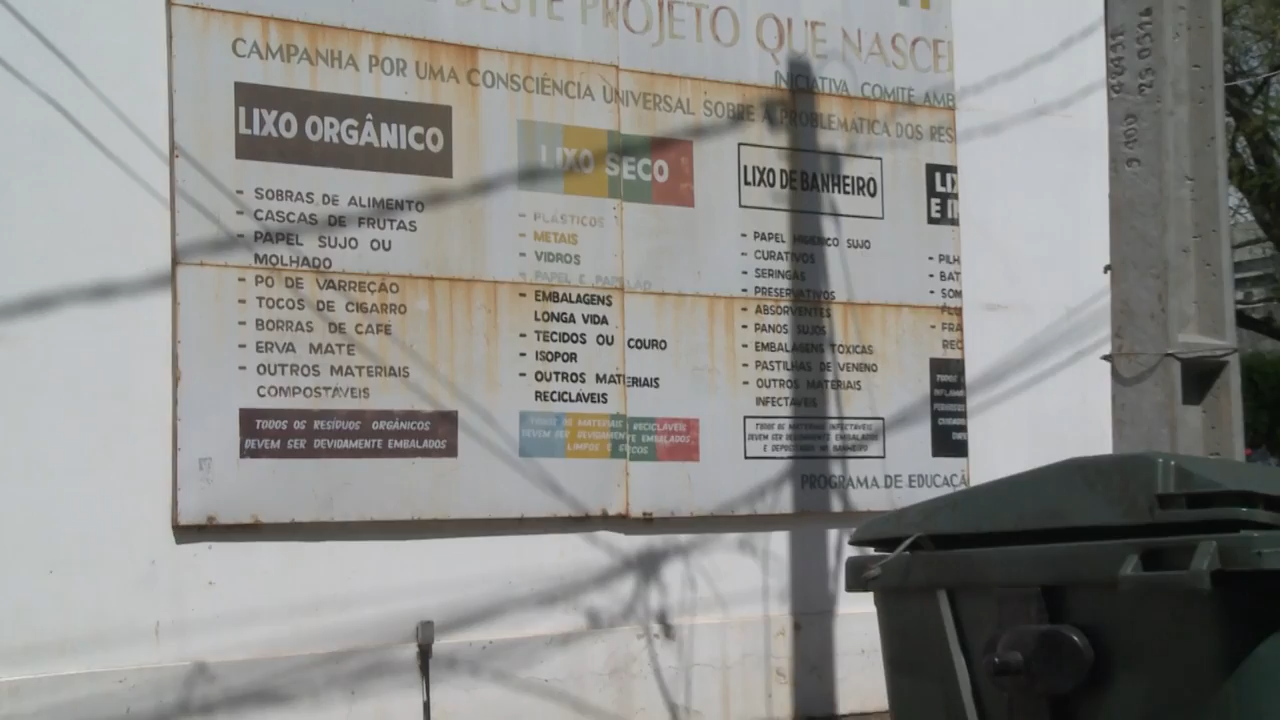 DESTE PROJETO QUE NASCE
INICIATIVA COMITÊ AMB
CAMPANHA POR UMA CONSCIÊNCIA UNIVERSAL SOBRE A PROBLEMÁTICA DOS RES
LIXO ORGÂNICO
- SOBRAS DE ALIMENTO
- CASCAS DE FRUTAS
- PAPEL SUJO OU
MOLHADO
- PÓ DE VARREÇÃO
- TOCOS DE CIGARRO
- BORRAS DE CAFÉ
- ERVA MATE
- OUTROS MATERIAIS
COMPOSTÁVEIS
TODOS OS RESÍDUOS ORGÂNICOS
DEVEM SER DEVIDAMENTE EMBALADOS
LIXO SECO
- PLÁSTICOS
- METAIS
- VIDROS
- PAPEL E PAPELÃO
- EMBALAGENS
LONGA VIDA
- TECIDOS OU COURO
- ISOPOR
- OUTROS MATERIAIS
RECICLÁVEIS
TODOS OS MATERIAIS RECICLÁVEIS
DEVEM SER DEVIDAMENTE EMBALADOS
LIMPOS E SECOS
LIXO DE BANHEIRO
- PAPEL HIGIÊNICO SUJO
- CURATIVOS
- SERINGAS
- PRESERVATIVOS
- ABSORVENTES
- PANOS SUJOS
- EMBALAGENS TÓXICAS
- PASTILHAS DE VENENO
- OUTROS MATERIAIS
INFECTÁVEIS
TODOS OS MATERIAIS INFECTÁVEIS
DEVEM SER DEVIDAMENTE EMBALADOS
E DEPOSITADOS NO BANHEIRO
LI
E I
- PILH
- BAT
- SOM
- FRA
REC
TODOS
PROGRAMA DE EDUCAÇÃ